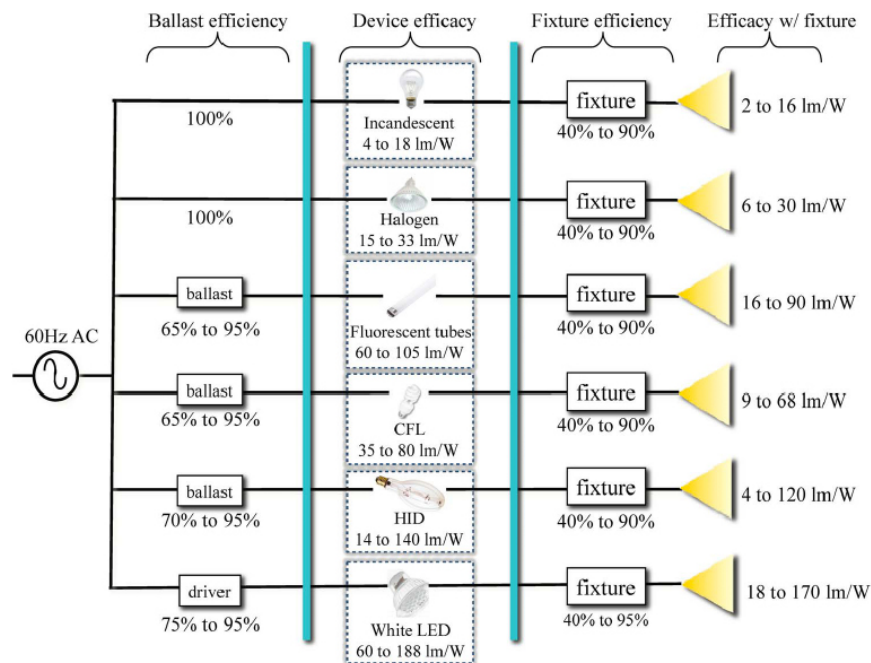 Ballast efficiency Device efficacy Fixture efficiency Efficacy w/ fixture
100%
Incandescent
4 to 18 lm/W
fixture
40% to 90%
2 to 16 lm/W
100%
Halogen
15 to 33 lm/W
fixture
40% to 90%
6 to 30 lm/W
60Hz AC
ballast
65% to 95%
Fluorescent tubes
60 to 105 lm/W
fixture
40% to 90%
16 to 90 lm/W
ballast
65% to 95%
CFL
35 to 80 lm/W
fixture
40% to 90%
9 to 68 lm/W
ballast
70% to 95%
HID
14 to 140 lm/W
fixture
40% to 90%
4 to 120 lm/W
driver
75% to 95%
White LED
60 to 188 lm/W
fixture
40% to 95%
18 to 170 lm/W